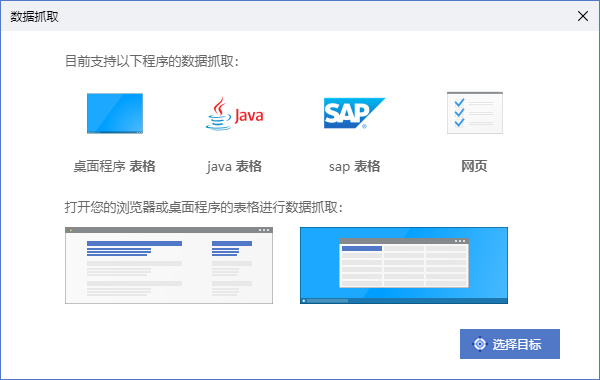 数据抓取
目前支持以下程序的数据抓取：
Java
SAP
桌面程序 表格
java 表格
sap 表格
网页
打开您的浏览器或桌面程序的表格进行数据抓取：
选择目标